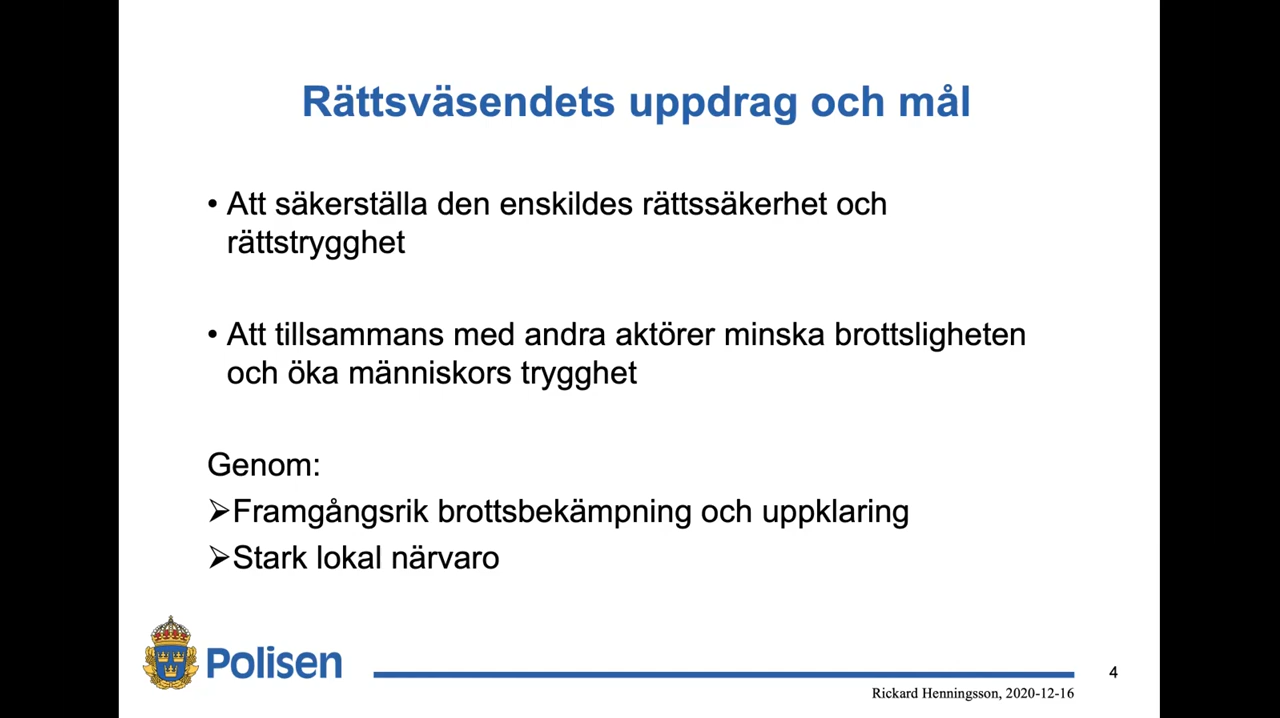 Rättsväsendets uppdrag och mål
• Att säkerställa den enskildes rättssäkerhet och
rättstrygghet
• Att tillsammans med andra aktörer minska brottsligheten
och öka människors trygghet
Genom:
➢Framgångsrik brottsbekämpning och uppklaring
➢Stark lokal närvaro
Polisen
4
Rickard Henningsson, 2020-12-16